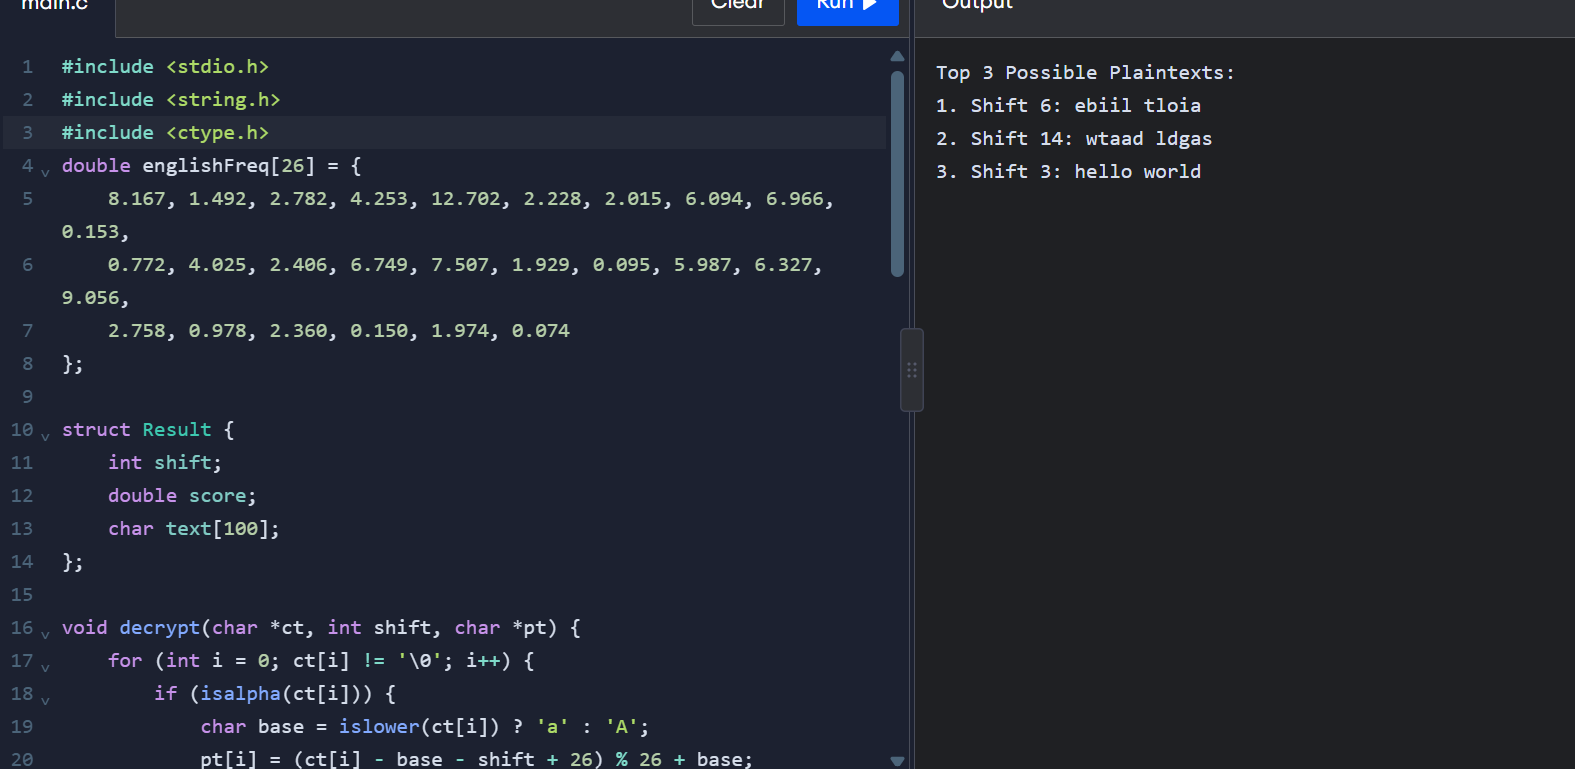 main.c
Clear
Run
Output
1 #include <stdio.h>
2 #include <string.h>
3 #include <ctype.h>
4 double englishFreq[26] = {
5 8.167, 1.492, 2.782, 4.253, 12.702, 2.228, 2.015, 6.094, 6.966,
0.153,
6 0.772, 4.025, 2.406, 6.749, 7.507, 1.929, 0.095, 5.987, 6.327,
9.056,
7 2.758, 0.978, 2.360, 0.150, 1.974, 0.074
8 };
9
10 struct Result {
11 int shift;
12 double score;
13 char text[100];
14 };
15
16 void decrypt(char *ct, int shift, char *pt) {
17 for (int i = 0; ct[i] != '\0'; i++) {
18 if (isalpha(ct[i])) {
19 char base = islower(ct[i]) ? 'a' : 'A';
20 pt[i] = (ct[i] - base - shift + 26) % 26 + base;
Top 3 Possible Plaintexts:
1. Shift 6: ebiil tloia
2. Shift 14: wtaad ldgas
3. Shift 3: hello world